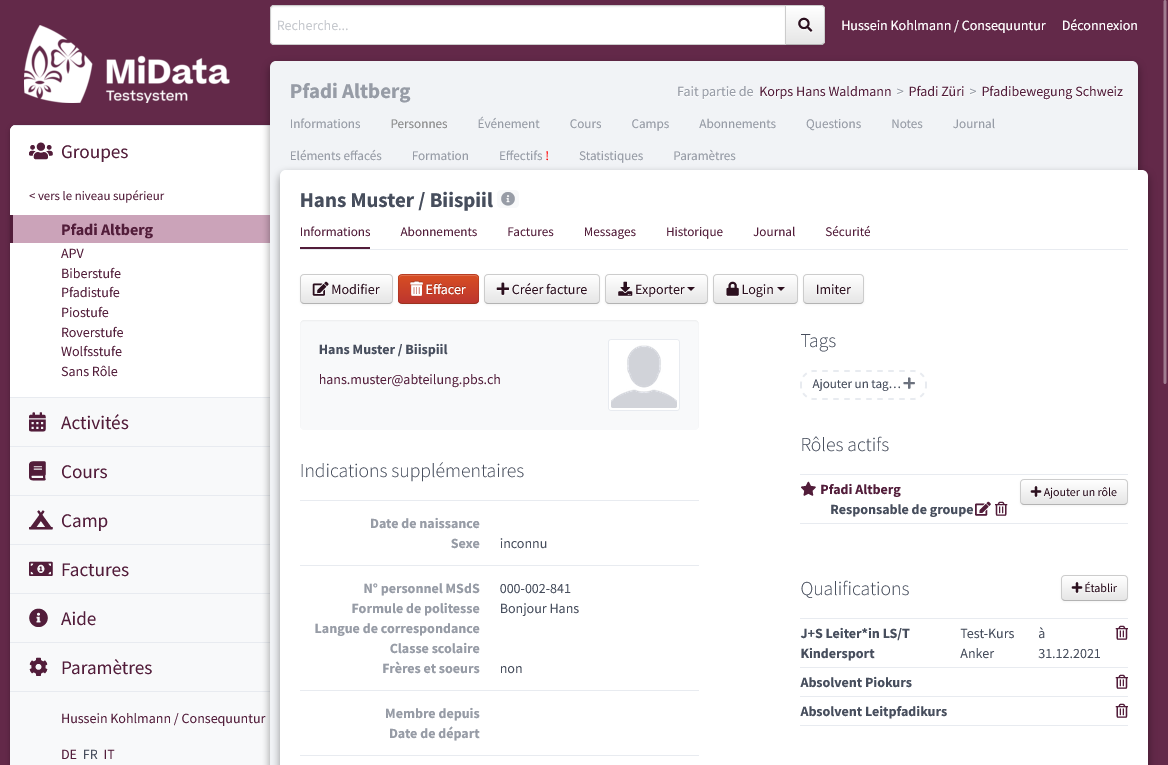 Recherche...
Hussein Kohlmann / Consequuntur Déconnexion
MiData
Testsystem
Groupes
< vers le niveau supérieur
Pfadi Altberg
APV
Biberstufe
Pfadistufe
Piostufe
Roverstufe
Wolfsstufe
Sans Rôle
Activités
Cours
Camp
Factures
Aide
Paramètres
Hussein Kohlmann / Consequuntur
DE FR IT
Pfadi Altberg
Fait partie de Korps Hans Waldmann > Pfadi Züri > Pfadibewegung Schweiz
Informations Personnes Événement Cours Camps Abonnements Questions Notes Journal
Eléments effacés Formation Effectifs ! Statistiques Paramètres
Hans Muster / Biispiil
Informations Abonnements Factures Messages Historique Journal Sécurité
Modifier Effacer Créer facture Exporter Login Imiter
Hans Muster / Biispiil
hans.muster@abteilung.pbs.ch
Indications supplémentaires
Date de naissance
Sexe inconnu
N° personnel MSdS 000-002-841
Formule de politesse Bonjour Hans
Langue de correspondance
Classe scolaire
Frères et soeurs non
Membre depuis
Date de départ
Tags
Ajouter un tag...
Rôles actifs
Pfadi Altberg Ajouter un rôle
Responsable de groupe
Qualifications Établir
J+S Leiter*in LS/T Test-Kurs à
Kindersport Anker 31.12.2021
Absolvent Piokurs
Absolvent Leitpfadikurs